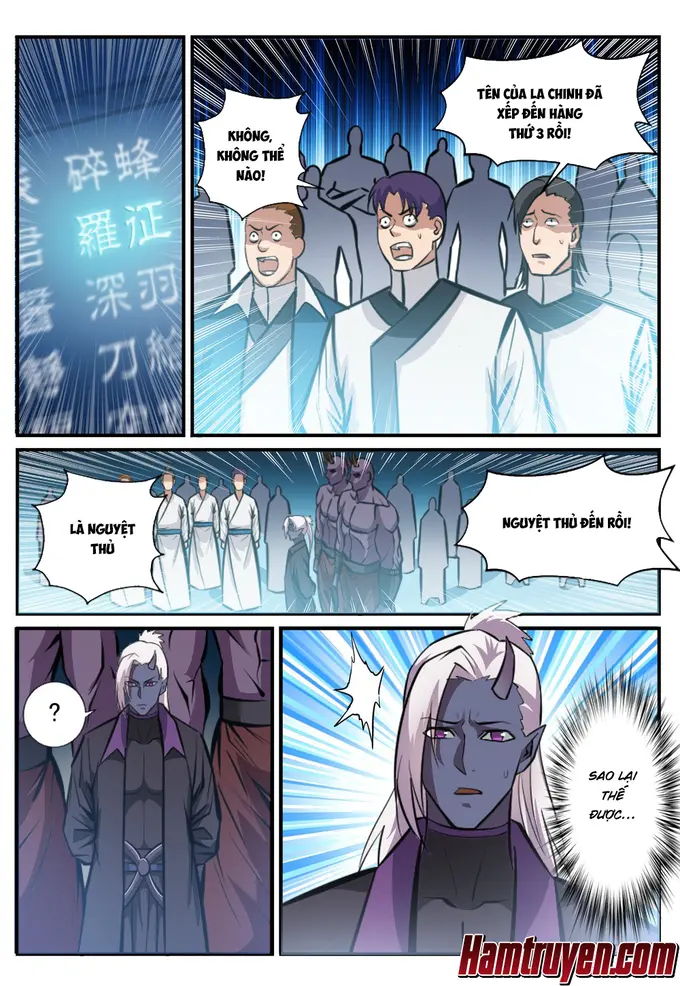 碎蜂
羅征
深羽
刀
KHÔNG,
KHÔNG THỂ
NÀO!
TÊN CỦA LA CHINH ĐÃ
XẾP ĐẾN HÀNG
THỨ 3 RỒI!
LÀ NGUYỆT
THỦ
NGUYỆT THỦ ĐẾN RỒI!
?
SAO LẠI
THẾ
ĐƯỢC...
Hamtruyen.com